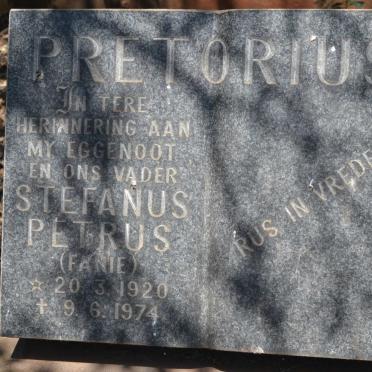 PRETORIUS
In TERE
HERINNERING AAN
MY EGGENOOT
EN ONS VADER
STEFANUS
PETRUS
(FANIE)
☆ 20. 3. 1920
✝ 9. 6. 1974
RUS IN VREDE